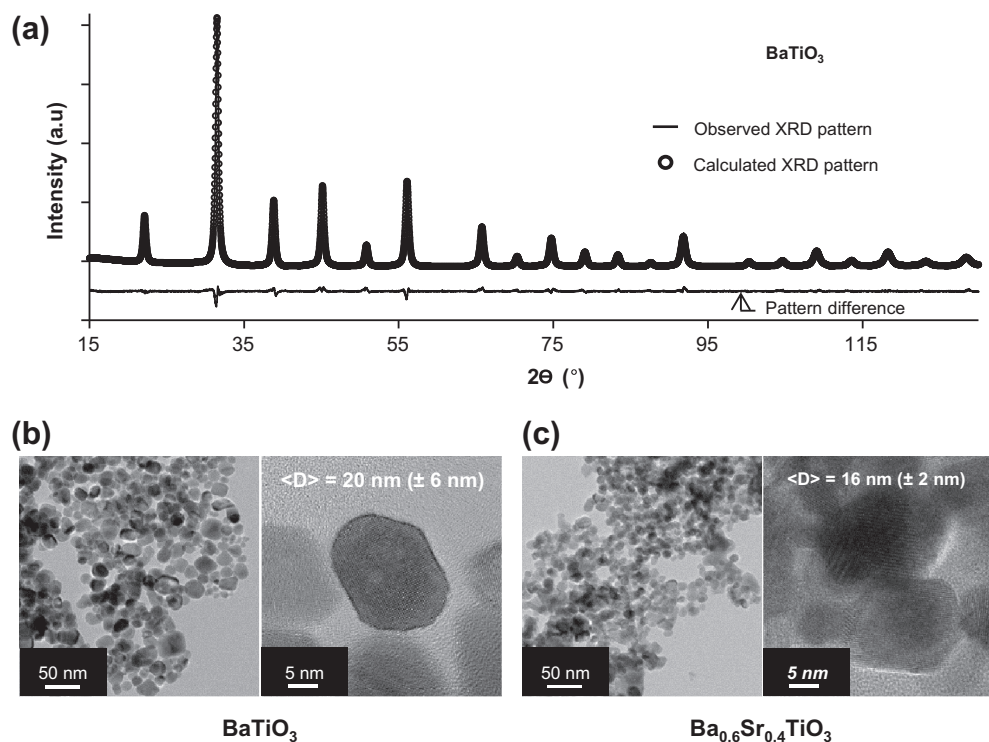 (a)
BaTiO₃
Intensity (a.u)
Observed XRD pattern
Calculated XRD pattern
Pattern difference
15 35 55 75 95 115
2ϴ (°)
(b)
(c)
<D> = 20 nm (± 6 nm)
<D> = 16 nm (± 2 nm)
50 nm
5 nm
50 nm
5 nm
BaTiO₃
Ba₀.₆Sr₀.₄TiO₃